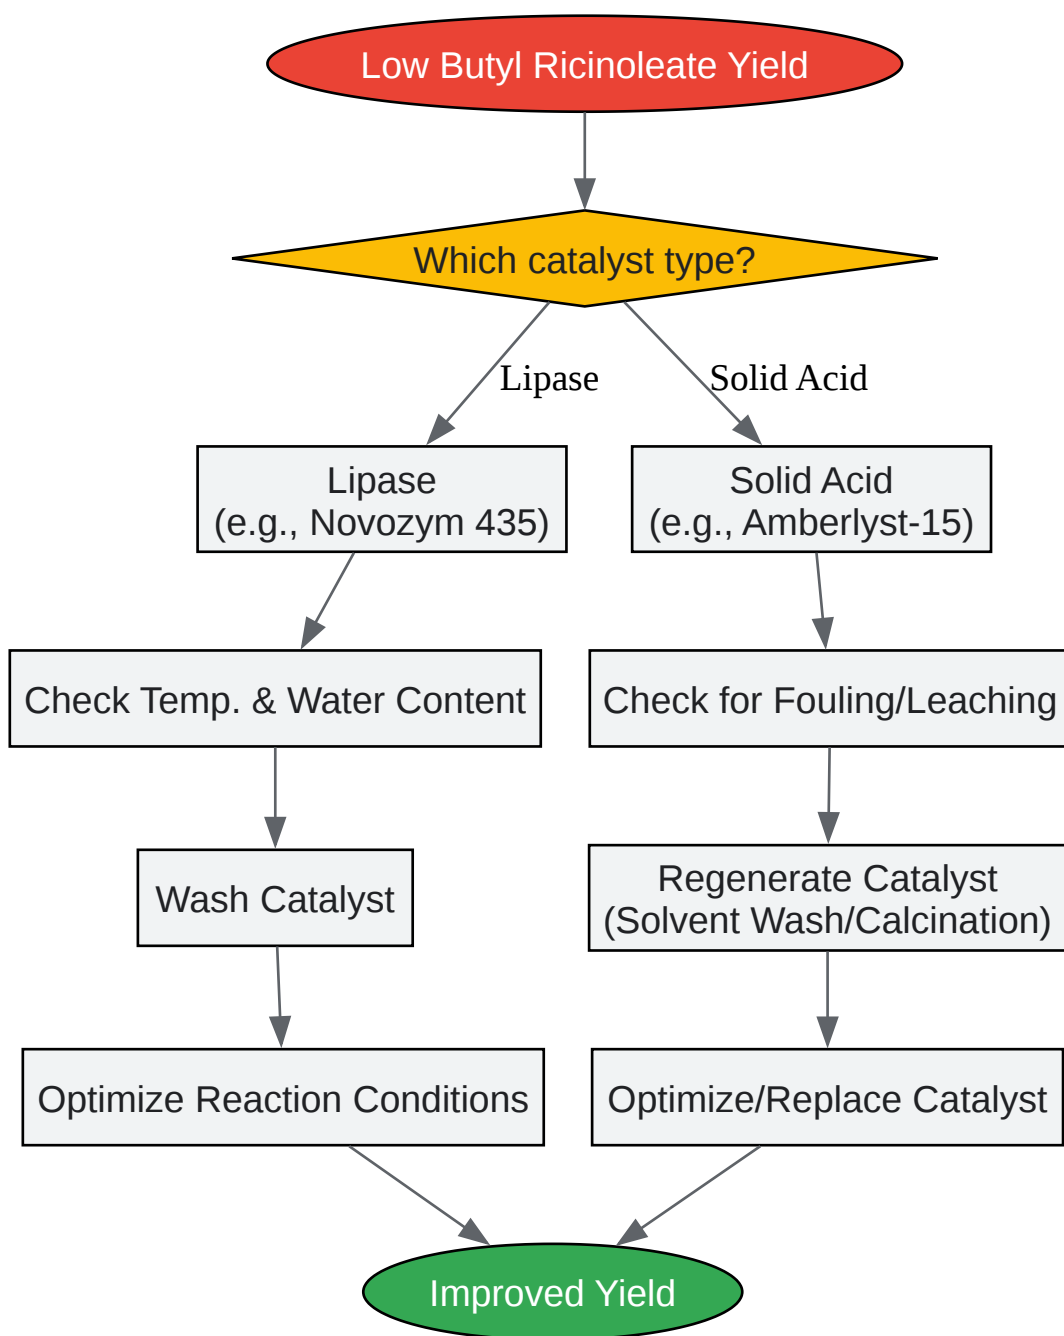 Low Butyl Ricinoleate Yield
Which catalyst type?
Lipase
Solid Acid
Lipase
(e.g., Novozym 435)
Solid Acid
(e.g., Amberlyst-15)
Check Temp. & Water Content
Check for Fouling/Leaching
Wash Catalyst
Regenerate Catalyst
(Solvent Wash/Calcination)
Optimize Reaction Conditions
Optimize/Replace Catalyst
Improved Yield